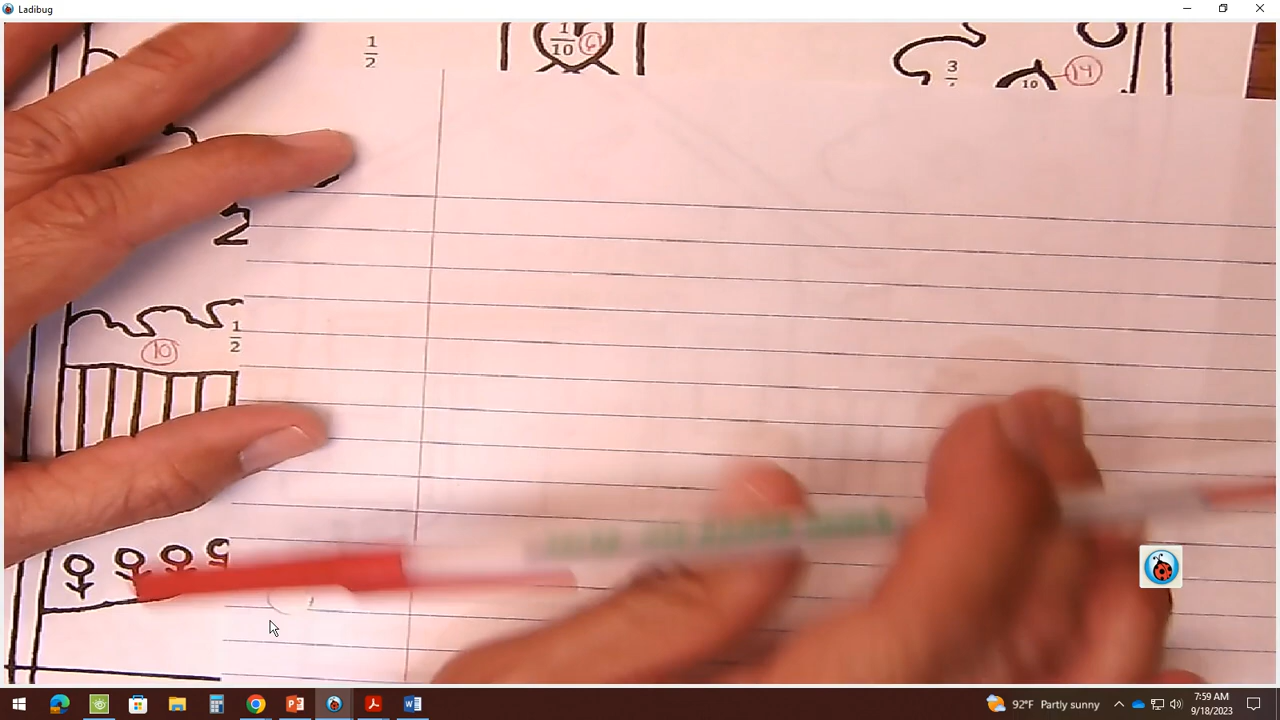 Ladibug
1/2
1/10 6
3
10 14
2
10 1/2
92°F Partly sunny
7:59 AM
9/18/2023